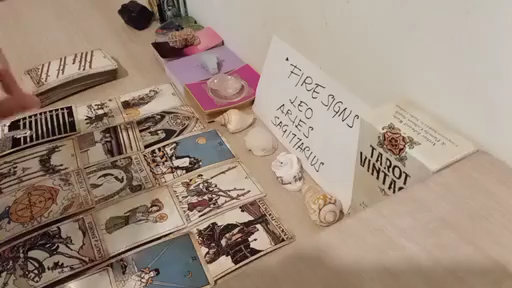 FIRE SIGNS
LEO
ARIES
SAGITTARIUS
TAROT
VINTAG